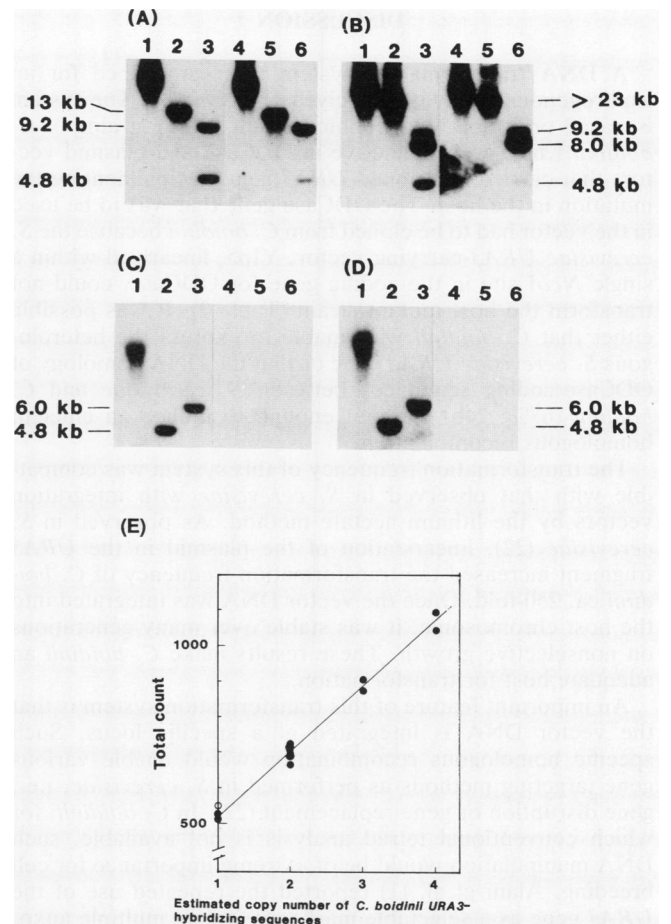 (A)
(B)
1 2 3 4 5 6
1 2 3 4 5 6
13 kb
9.2 kb
4.8 kb
> 23 kb
9.2 kb
8.0 kb
4.8 kb
(C)
(D)
1 2 3 4 5 6
1 2 3 4 5 6
6.0 kb
4.8 kb
6.0 kb
4.8 kb
(E)
1000
Total count
500
1 2 3 4
Estimated copy number of C. boidinii URA3-
hybridizing sequences